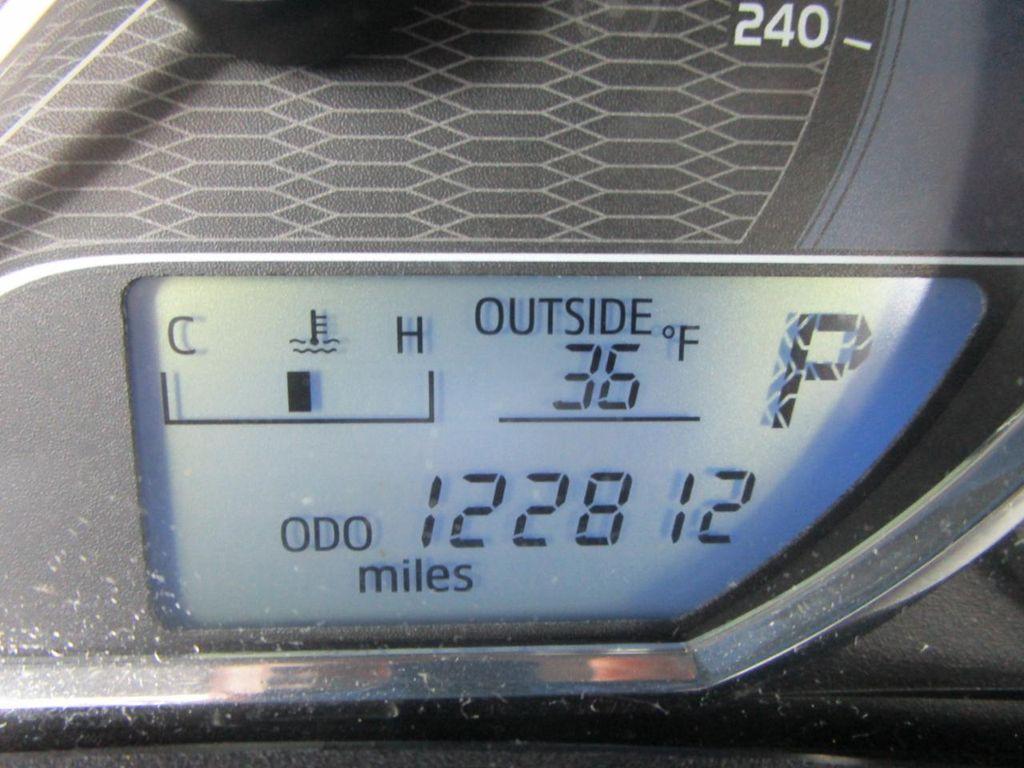 240
C H
OUTSIDE
36 °F
P
ODO 122812
miles